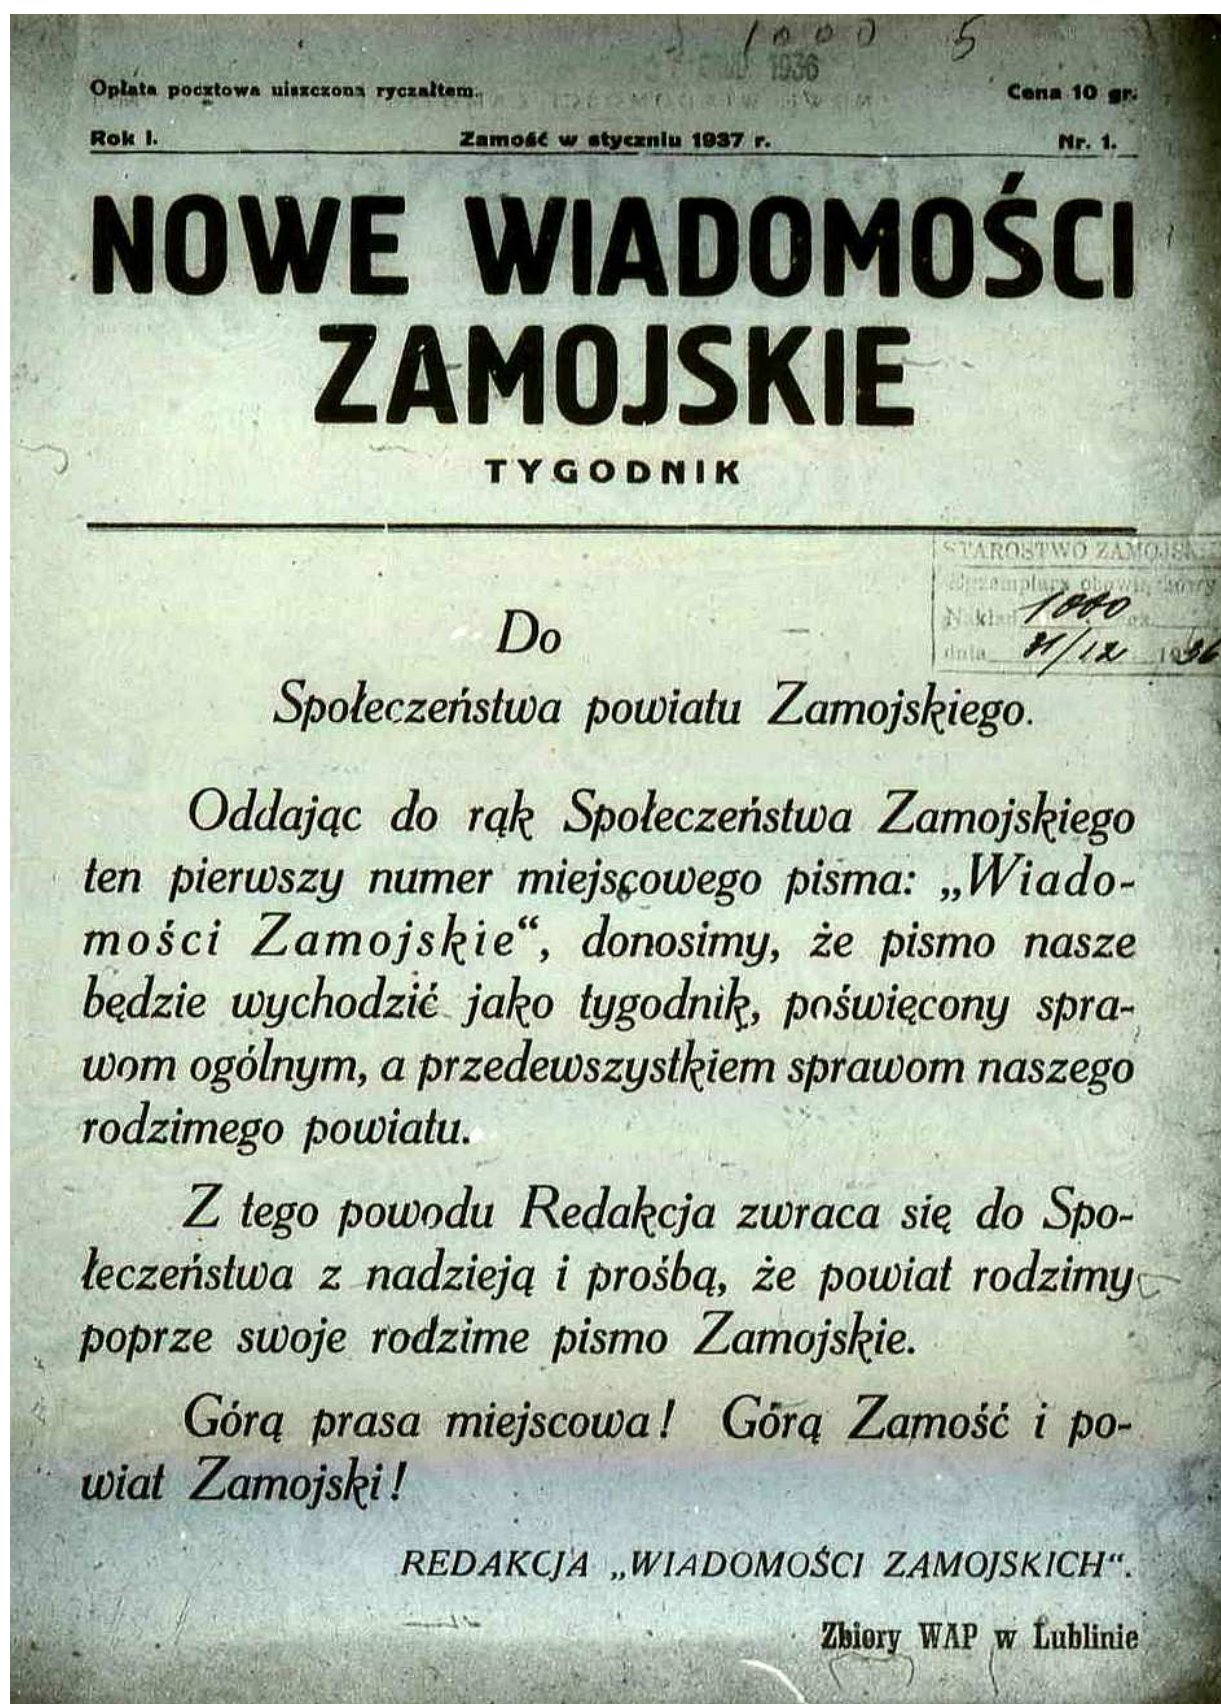 1000 5
1936
Opłata pocztowa uiszczona ryczałtem.
Cena 10 gr.
Rok I.
Zamość w styczniu 1937 r.
Nr. 1.
NOWE WIADOMOŚCI
ZAMOJSKIE
TYGODNIK
STAROSTWO ZAMOJSKIE
Egzemplarz obowiązkowy
Nakład 1000 eg.
dnia 31/12 1936
Do
Społeczeństwa powiatu Zamojskiego.
Oddając do rąk Społeczeństwa Zamojskiego
ten pierwszy numer miejscowego pisma: „Wiado-
mości Zamojskie“, donosimy, że pismo nasze
będzie wychodzić jako tygodnik, poświęcony spra-
wom ogólnym, a przedewszystkiem sprawom naszego
rodzimego powiatu.
Z tego powodu Redakcja zwraca się do Spo-
łeczeństwa z nadzieją i prośbą, że powiat rodzimy
poprze swoje rodzime pismo Zamojskie.
Górą prasa miejscowa! Górą Zamość i po-
wiat Zamojski!
REDAKCJA „WIADOMOŚCI ZAMOJSKICH“.
Zbiory WAP w Lublinie